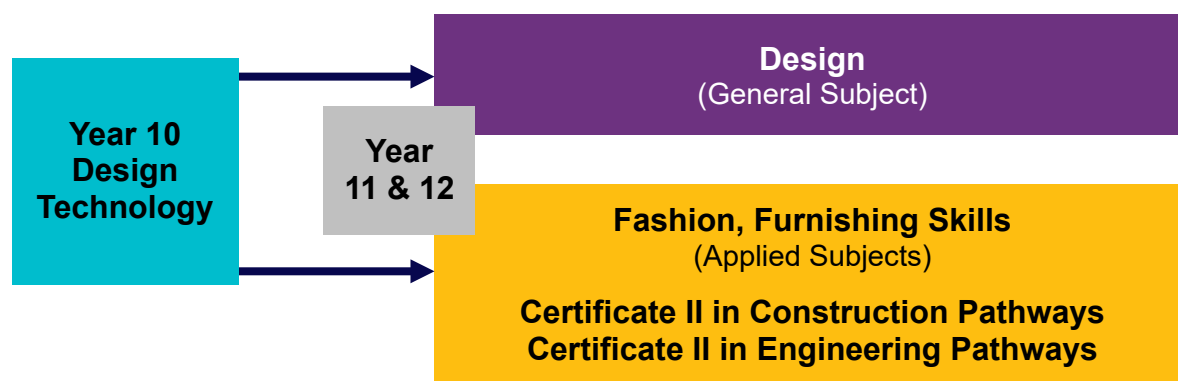 Year 10
Design
Technology
Year
11 & 12
Design
(General Subject)
Fashion, Furnishing Skills
(Applied Subjects)
Certificate II in Construction Pathways
Certificate II in Engineering Pathways